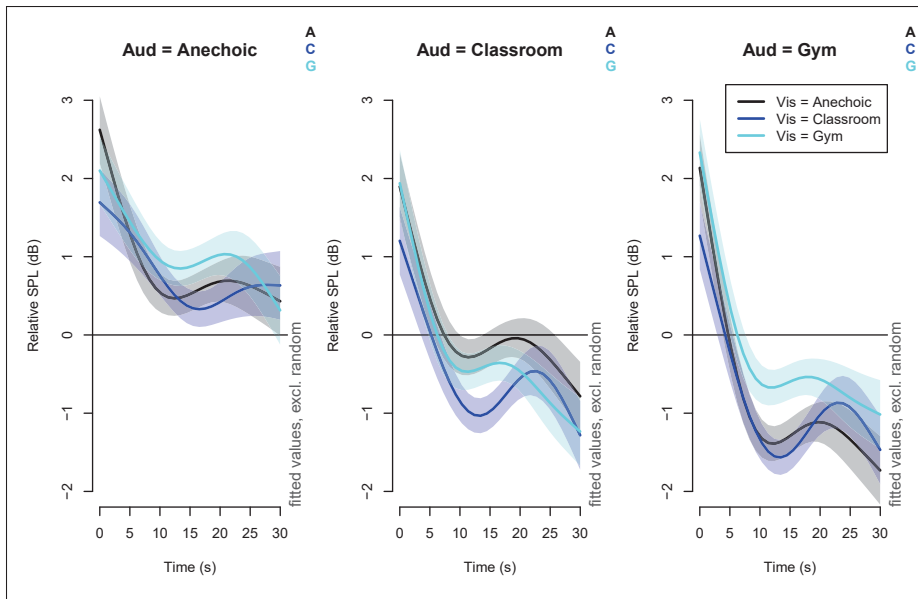 Aud = Anechoic
A
C
G
Relative SPL (dB)
3
2
1
0
−1
−2
0 5 10 15 20 25 30
Time (s)
fitted values, excl. random
Aud = Classroom
A
C
G
Relative SPL (dB)
3
2
1
0
−1
−2
0 5 10 15 20 25 30
Time (s)
fitted values, excl. random
Aud = Gym
A
C
G
Vis = Anechoic
Vis = Classroom
Vis = Gym
Relative SPL (dB)
3
2
1
0
−1
−2
0 5 10 15 20 25 30
Time (s)
fitted values, excl. random